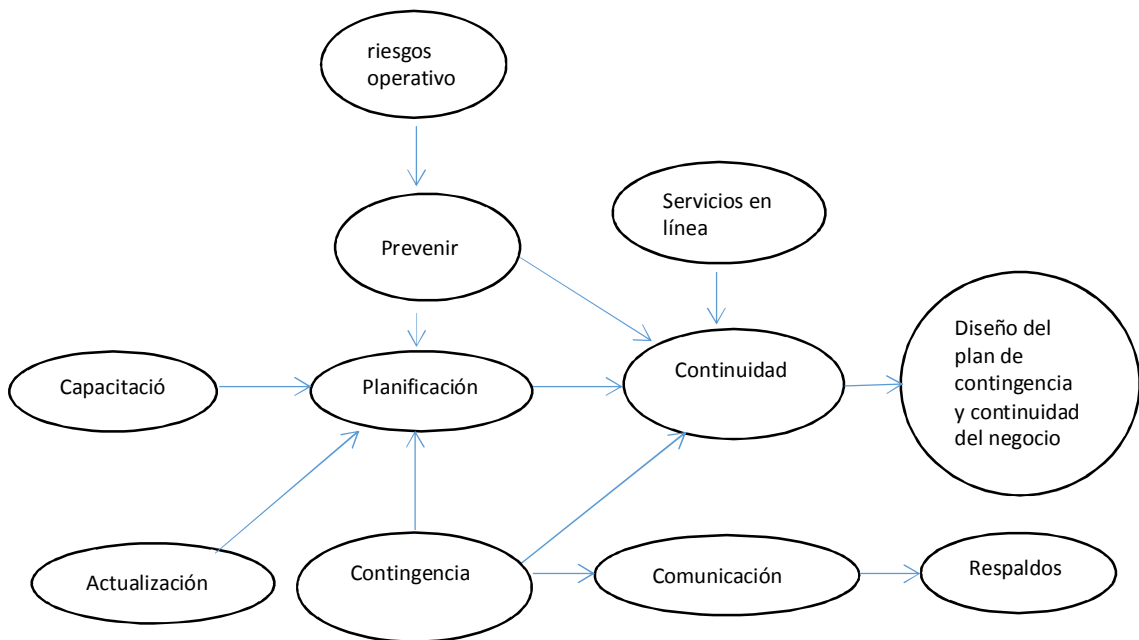 riesgos
operativo
Servicios en
línea
Prevenir
Diseño del
plan de
contingencia
y continuidad
del negocio
Capacitació
Planificación
Continuidad
Actualización
Contingencia
Comunicación
Respaldos